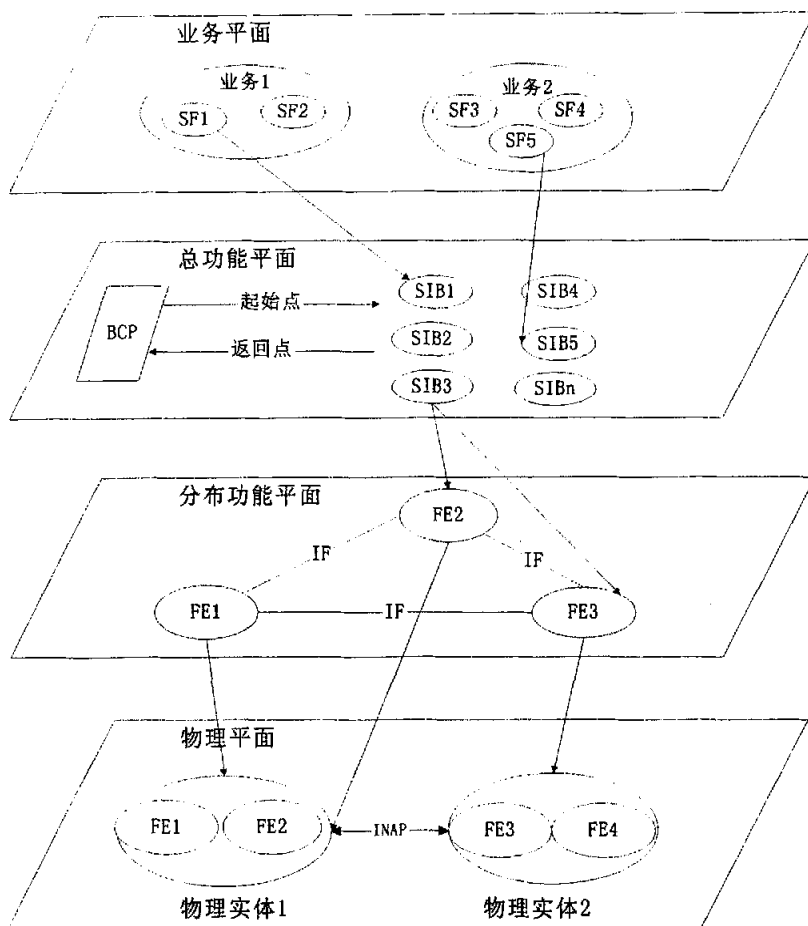 业务平面
业务1
SF1
SF2
业务2
SF3
SF4
SF5
总功能平面
BCP
起始点
返回点
SIB1
SIB4
SIB2
SIB5
SIB3
SIBn
分布功能平面
FE2
IF
IF
FE1
IF
FE3
物理平面
FE1
FE2
INAP
FE3
FE4
物理实体1
物理实体2